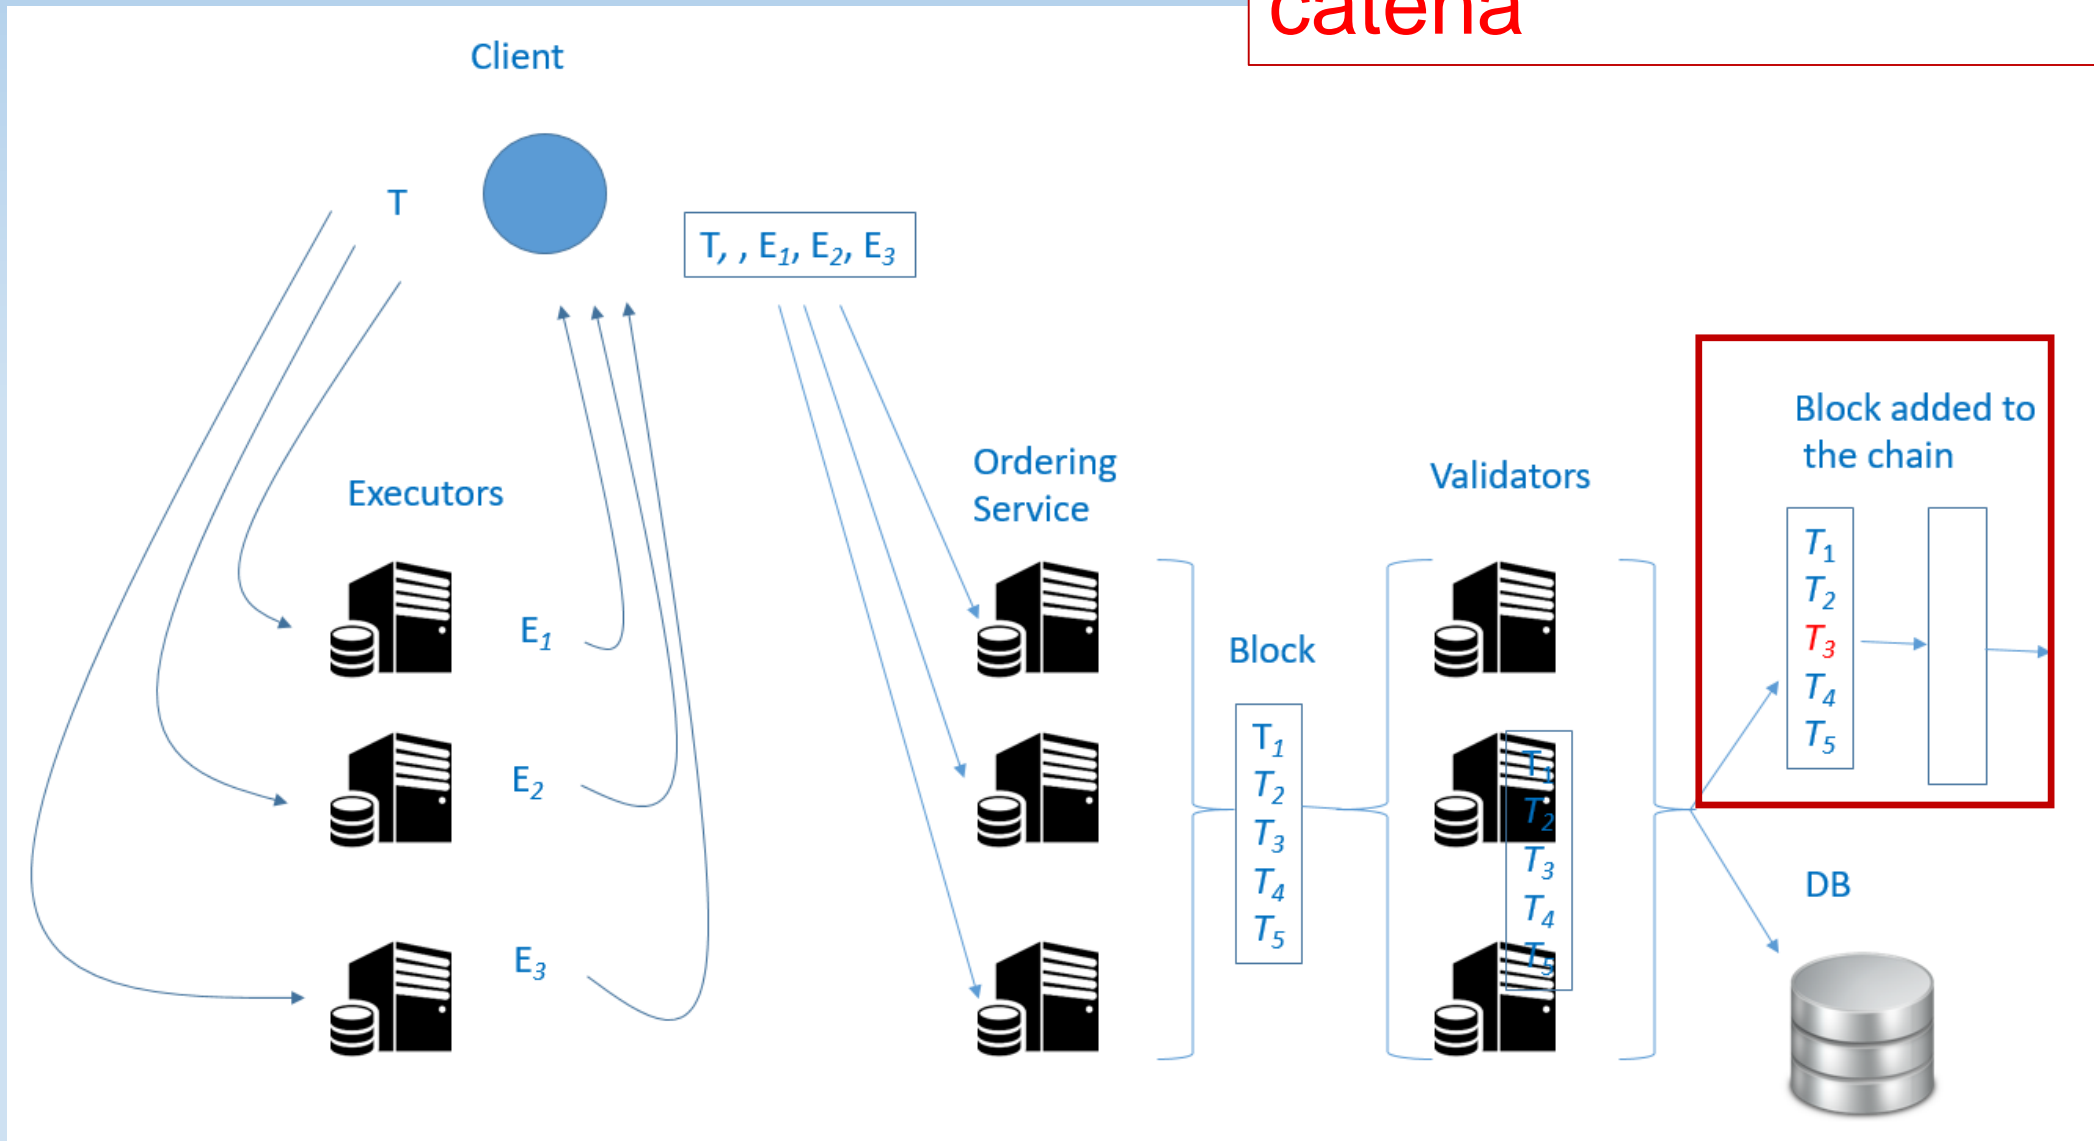 catena
Client
T
T, , E1, E2, E3
Executors
E1
E2
E3
Ordering
Service
Block
T1
T2
T3
T4
T5
Validators
T1
T2
T3
T4
T5
Block added to
the chain
T1
T2
T3
T4
T5
DB